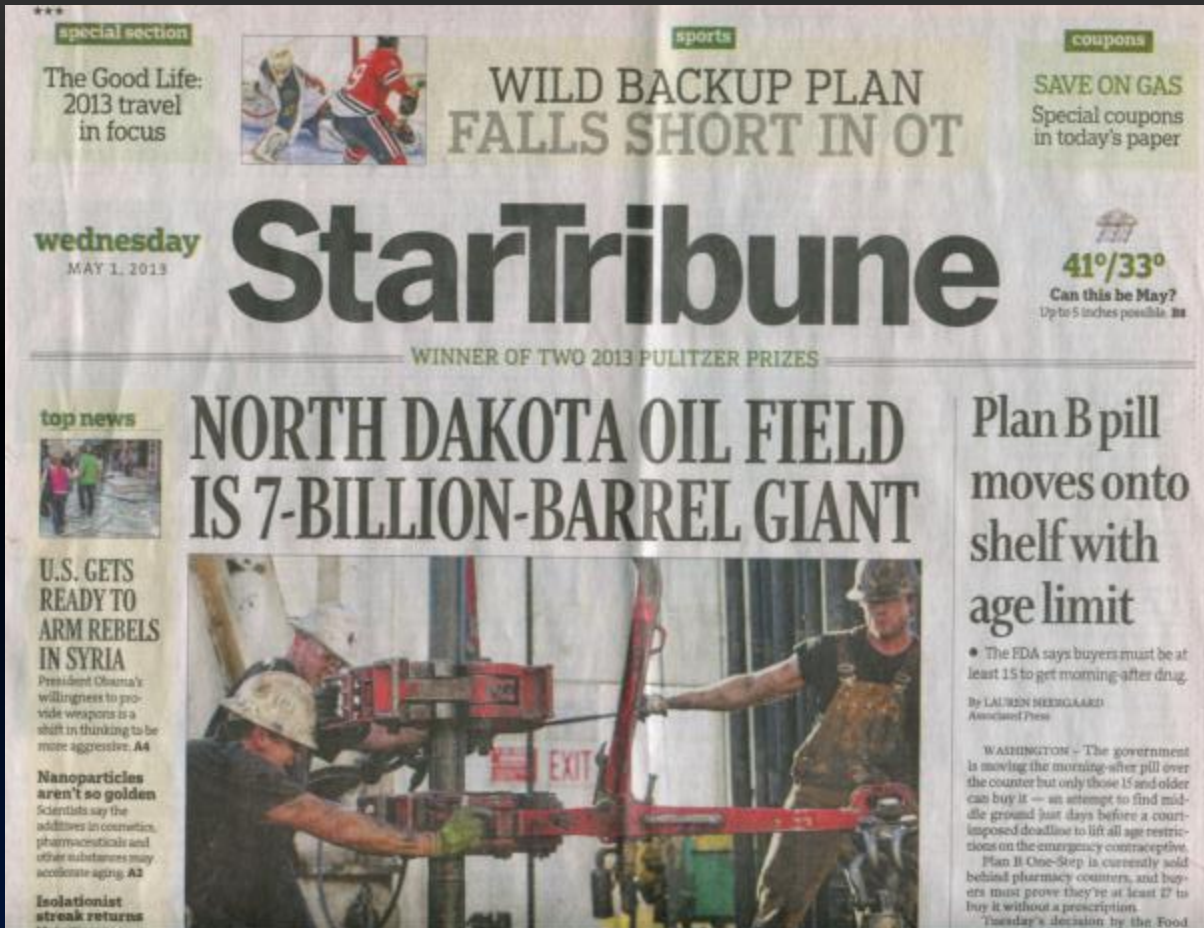 ***
special section
The Good Life:
2013 travel
in focus
sports
WILD BACKUP PLAN
FALLS SHORT IN OT
coupons
SAVE ON GAS
Special coupons
in today's paper
wednesday
MAY 1, 2013
StarTribune
41°/33°
Can this be May?
Up to 5 inches possible. B8
WINNER OF TWO 2013 PULITZER PRIZES
top news
U.S. GETS
READY TO
ARM REBELS
IN SYRIA
President Obama's
willingness to pro-
vide weapons is a
shift in thinking to be
more aggressive. A4
Nanoparticles
aren't so golden
Scientists say the
additives in cosmetics,
pharmaceuticals and
other substances may
accelerate aging. A2
Isolationist
streak returns
NORTH DAKOTA OIL FIELD
IS 7-BILLION-BARREL GIANT
EXIT
9
Plan B pill
moves onto
shelf with
age limit
• The FDA says buyers must be at
least 15 to get morning-after drug.
By LAUREN NEERGAARD
Associated Press
WASHINGTON – The government
is moving the morning-after pill over
the counter but only those 15 and older
can buy it — an attempt to find mid-
dle ground just days before a court-
imposed deadline to lift all age restric-
tions on the emergency contraceptive.
Plan B One-Step is currently sold
behind pharmacy counters, and buy-
ers must prove they're at least 17 to
buy it without a prescription.
Tuesday's decision by the Food